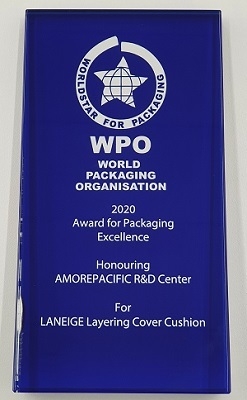 WORLDSTAR FOR PACKAGING
WPO
WORLD
PACKAGING
ORGANISATION
2020
Award for Packaging
Excellence
Honouring
AMOREPACIFIC R&D Center
For
LANEIGE Layering Cover Cushion